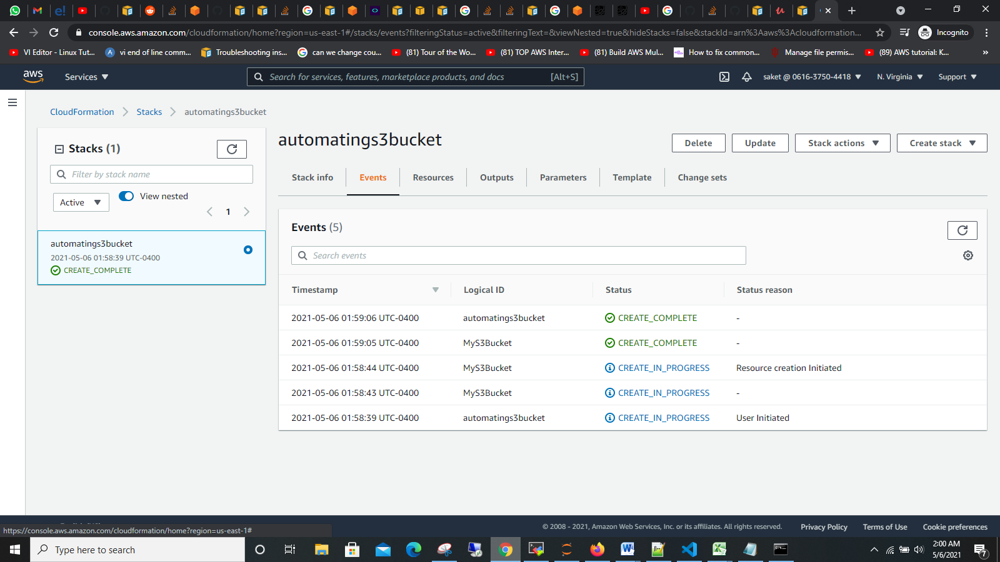 console.aws.amazon.com/cloudformation/home?region=us-east-1#/stacks/events?filteringStatus=active&filteringText=&viewNested=true&hideStacks=false&stackId=arn%3Aaws%3Acloudformation...
Incognito
VI Editor - Linux Tut...
vi end of line comm...
Troubleshooting ins...
can we change cou...
(81) Tour of the Wo...
(81) TOP AWS Inter...
(81) Build AWS Mul...
How to fix common...
Manage file permis...
(89) AWS tutorial: K...
»
aws
Services
Search for services, features, marketplace products, and docs [Alt+S]
saket @ 0616-3750-4418
N. Virginia
Support
CloudFormation
Stacks
automatings3bucket
Stacks (1)
Filter by stack name
Active
View nested
1
automatings3bucket
2021-05-06 01:58:39 UTC-0400
CREATE_COMPLETE
automatings3bucket
Delete
Update
Stack actions
Create stack
Stack info
Events
Resources
Outputs
Parameters
Template
Change sets
Events (5)
Search events
Timestamp Logical ID Status Status reason
2021-05-06 01:59:06 UTC-0400 automatings3bucket CREATE_COMPLETE -
2021-05-06 01:59:05 UTC-0400 MyS3Bucket CREATE_COMPLETE -
2021-05-06 01:58:44 UTC-0400 MyS3Bucket CREATE_IN_PROGRESS Resource creation Initiated
2021-05-06 01:58:43 UTC-0400 MyS3Bucket CREATE_IN_PROGRESS -
2021-05-06 01:58:39 UTC-0400 automatings3bucket CREATE_IN_PROGRESS User Initiated
© 2008 - 2021, Amazon Web Services, Inc. or its affiliates. All rights reserved.
Privacy Policy
Terms of Use
Cookie preferences
https://console.aws.amazon.com/cloudformation/home?region=us-east-1#
Type here to search
2:00 AM
5/6/2021
7